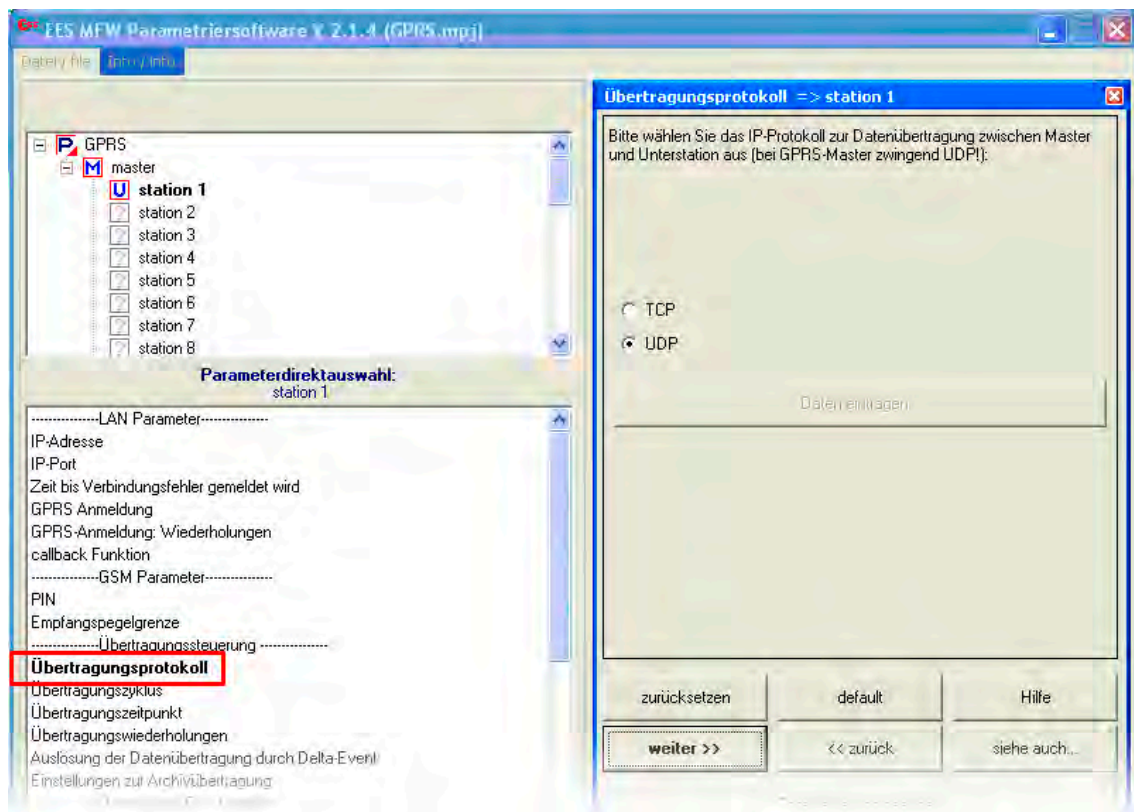 EES MFW Parametriersoftware V 2.1.4 (GPRS.mpj)
Datei / file Info / info
GPRS
master
station 1
station 2
station 3
station 4
station 5
station 6
station 7
station 8
Parameterdirektauswahl:
station 1
---------------LAN Parameter---------------
IP-Adresse
IP-Port
Zeit bis Verbindungsfehler gemeldet wird
GPRS Anmeldung
GPRS-Anmeldung: Wiederholungen
callback Funktion
---------------GSM Parameter---------------
PIN
Empfangspegelgrenze
---------------Übertragungssteuerung ---------------
Übertragungsprotokoll
Übertragungszyklus
Übertragungszeitpunkt
Übertragungswiederholungen
Auslösung der Datenübertragung durch Delta-Event
Einstellungen zur Archivübertragung
Übertragungsprotokoll => station 1
Bitte wählen Sie das IP-Protokoll zur Datenübertragung zwischen Master
und Unterstation aus (bei GPRS-Master zwingend UDP!):
TCP
UDP
Daten eintragen
zurücksetzen default Hilfe
weiter >> << zurück siehe auch...